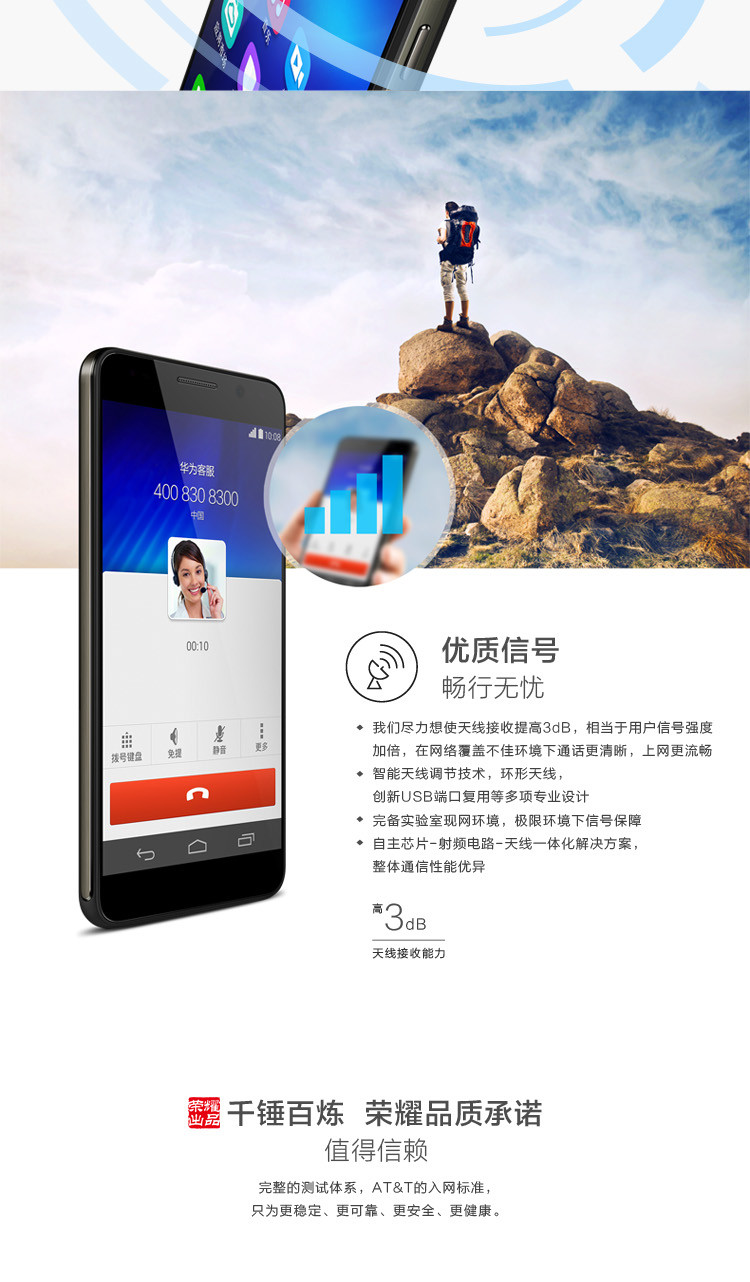 10:08
华为客服
400 830 8300
中国
00:10
拨号键盘 免提 静音 更多
优质信号
畅行无忧
我们尽力想使天线接收提高3dB，相当于用户信号强度
加倍，在网络覆盖不佳环境下通话更清晰，上网更流畅
智能天线调节技术，环形天线，
创新USB端口复用等多项专业设计
完备实验室现网环境，极限环境下信号保障
自主芯片-射频电路-天线一体化解决方案，
整体通信性能优异
高3dB
天线接收能力
荣耀出品 千锤百炼 荣耀品质承诺
值得信赖
完整的测试体系，AT&T的入网标准，
只为更稳定、更可靠、更安全、更健康。